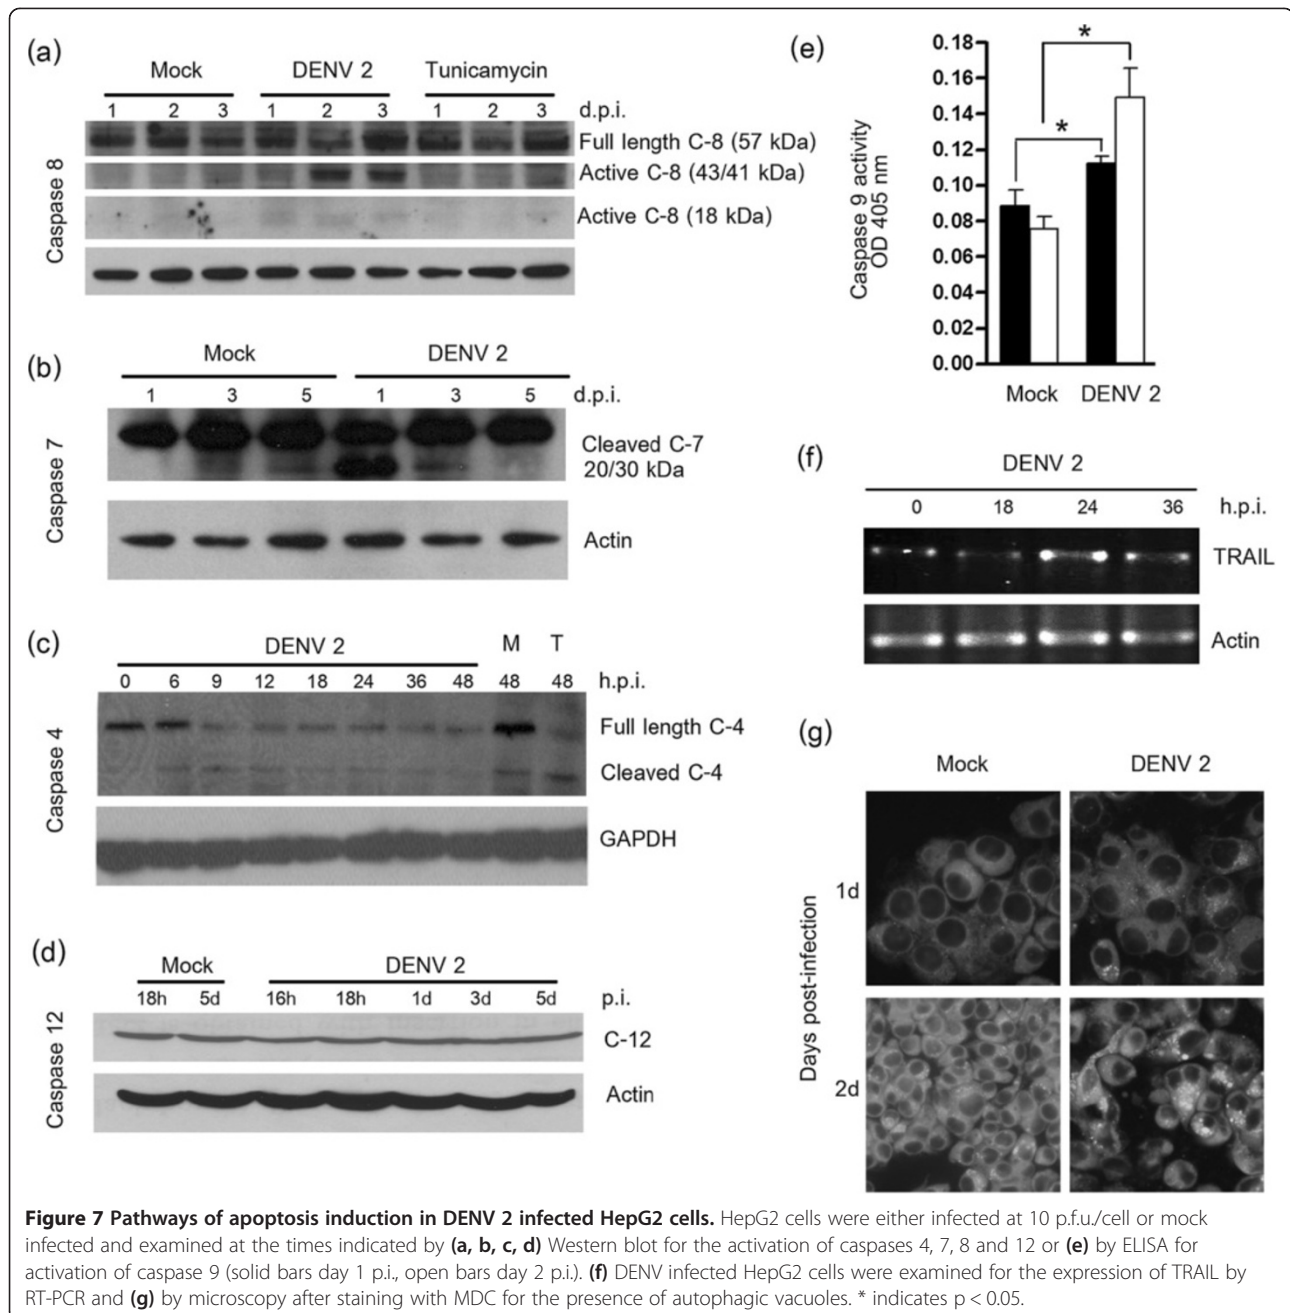 (a)
Mock DENV 2 Tunicamycin
1 2 3 1 2 3 1 2 3 d.p.i.
Caspase 8
Full length C-8 (57 kDa)
Active C-8 (43/41 kDa)
Active C-8 (18 kDa)
(b)
Mock DENV 2
1 3 5 1 3 5 d.p.i.
Caspase 7
Cleaved C-7
20/30 kDa
Actin
(c)
DENV 2 M T
0 6 9 12 18 24 36 48 48 48 h.p.i.
Caspase 4
Full length C-4
Cleaved C-4
GAPDH
(d)
Mock DENV 2
18h 5d 16h 18h 1d 3d 5d p.i.
Caspase 12
C-12
Actin
(e)
Caspase 9 activity
OD 405 nm
0.18
0.16
0.14
0.12
0.10
0.08
0.06
0.04
0.02
0.00
*
*
Mock DENV 2
(f)
DENV 2
0 18 24 36 h.p.i.
TRAIL
Actin
(g)
Mock DENV 2
Days post-infection
1d
2d
Figure 7 Pathways of apoptosis induction in DENV 2 infected HepG2 cells. HepG2 cells were either infected at 10 p.f.u./cell or mock
infected and examined at the times indicated by (a, b, c, d) Western blot for the activation of caspases 4, 7, 8 and 12 or (e) by ELISA for
activation of caspase 9 (solid bars day 1 p.i., open bars day 2 p.i.). (f) DENV infected HepG2 cells were examined for the expression of TRAIL by
RT-PCR and (g) by microscopy after staining with MDC for the presence of autophagic vacuoles. * indicates p < 0.05.